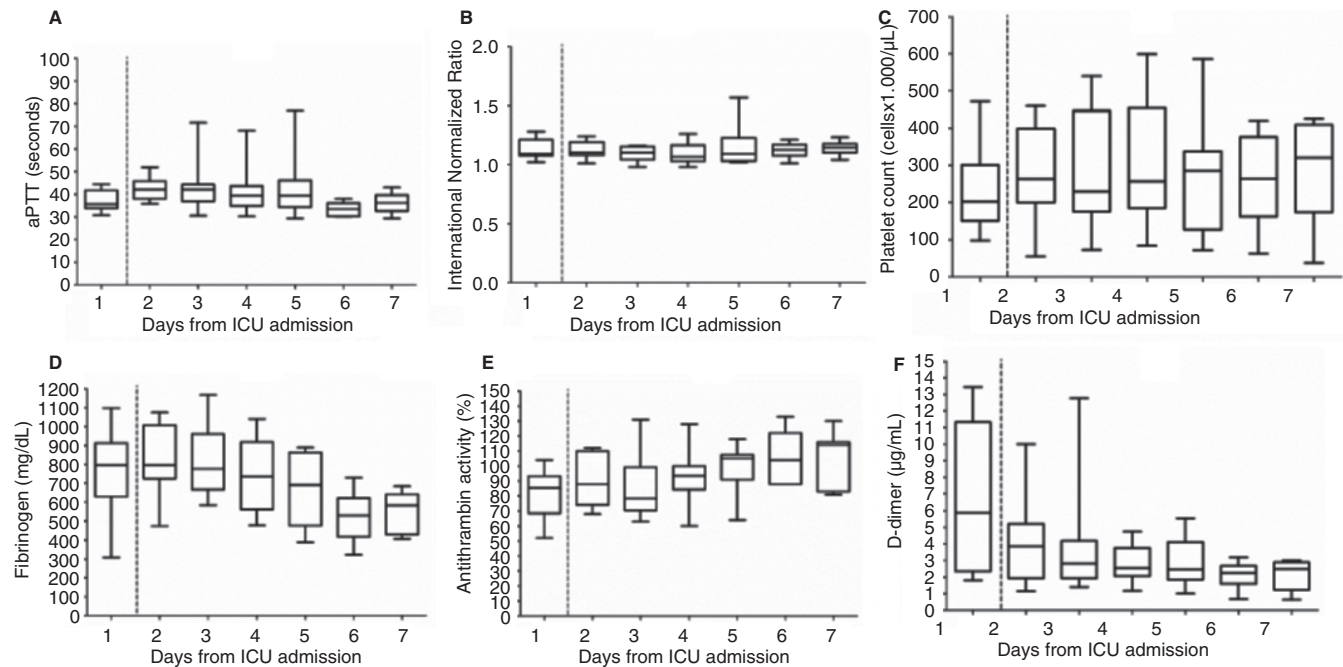 A
aPTT (seconds)
100
90
80
70
60
50
40
30
20
10
0
1 2 3 4 5 6 7
Days from ICU admission
B
International Normalized Ratio
2.0
1.5
1.0
0.5
0.0
1 2 3 4 5 6 7
Days from ICU admission
C
Platelet count (cellsx1.000/µL)
700
600
500
400
300
200
100
0
1 2 3 4 5 6 7
Days from ICU admission
D
Fibrinogen (mg/dL)
1200
1100
1000
900
800
700
600
500
400
300
200
100
0
1 2 3 4 5 6 7
Days from ICU admission
E
Antithrambin activity (%)
150
140
130
120
110
100
90
80
70
60
50
40
30
20
10
0
1 2 3 4 5 6 7
Days from ICU admission
F
D-dimer (µg/mL)
15
14
13
12
11
10
9
8
7
6
5
4
3
2
1
0
1 2 3 4 5 6 7
Days from ICU admission